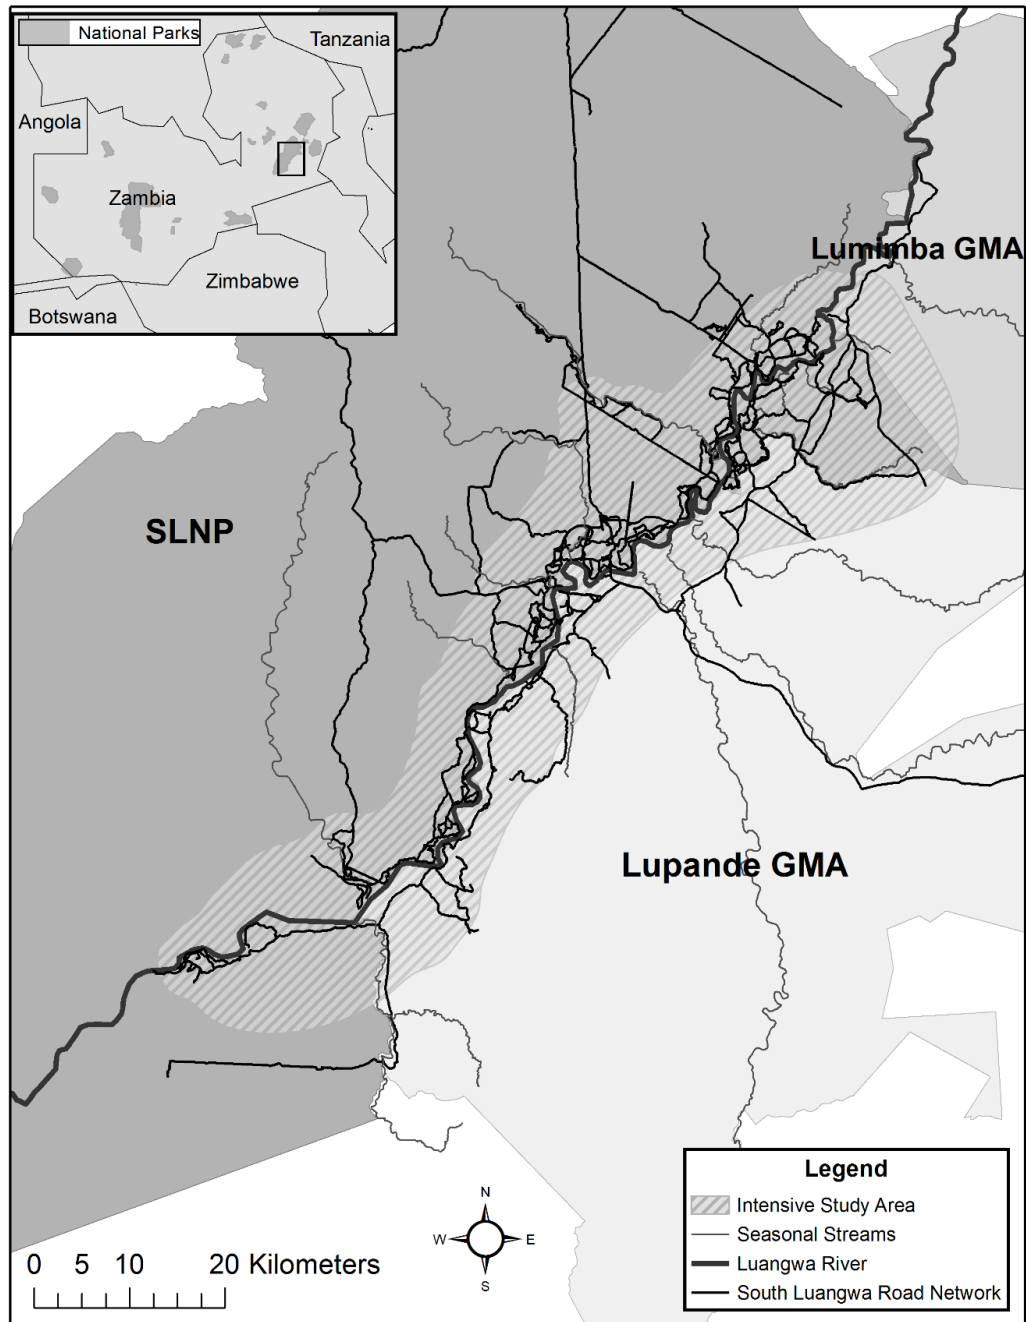 National Parks
Tanzania
Angola
Zambia
Zimbabwe
Botswana
Lumimba GMA
SLNP
Lupande GMA
N
W E
S
0 5 10 20 Kilometers
Legend
Intensive Study Area
Seasonal Streams
Luangwa River
South Luangwa Road Network